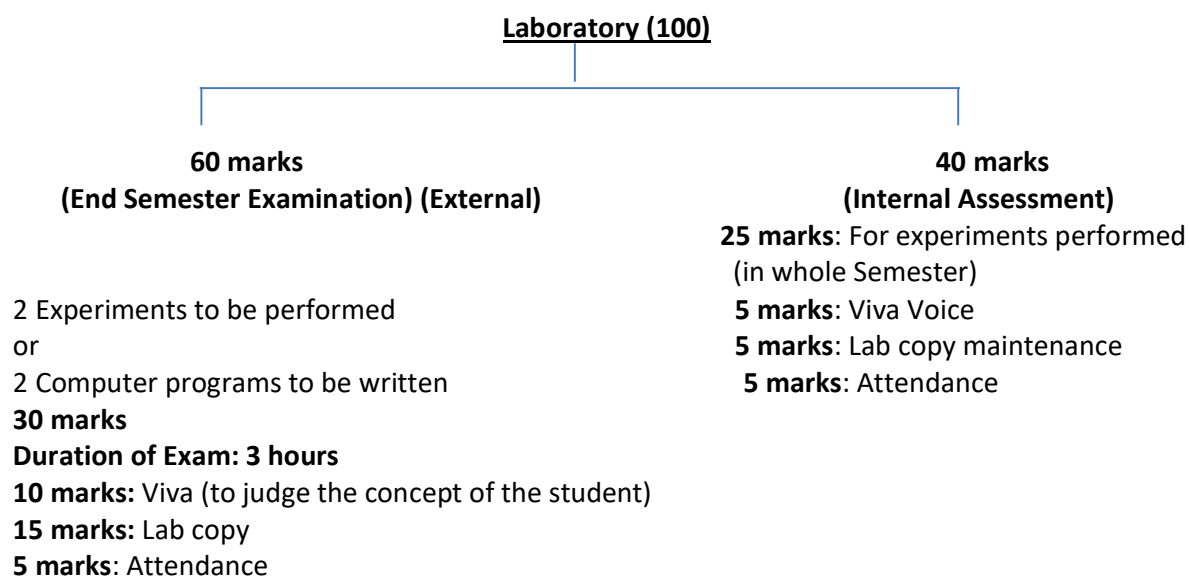 Laboratory (100)
60 marks
(End Semester Examination) (External)
2 Experiments to be performed
or
2 Computer programs to be written
30 marks
Duration of Exam: 3 hours
10 marks: Viva (to judge the concept of the student)
15 marks: Lab copy
5 marks: Attendance
40 marks
(Internal Assessment)
25 marks: For experiments performed
(in whole Semester)
5 marks: Viva Voice
5 marks: Lab copy maintenance
5 marks: Attendance